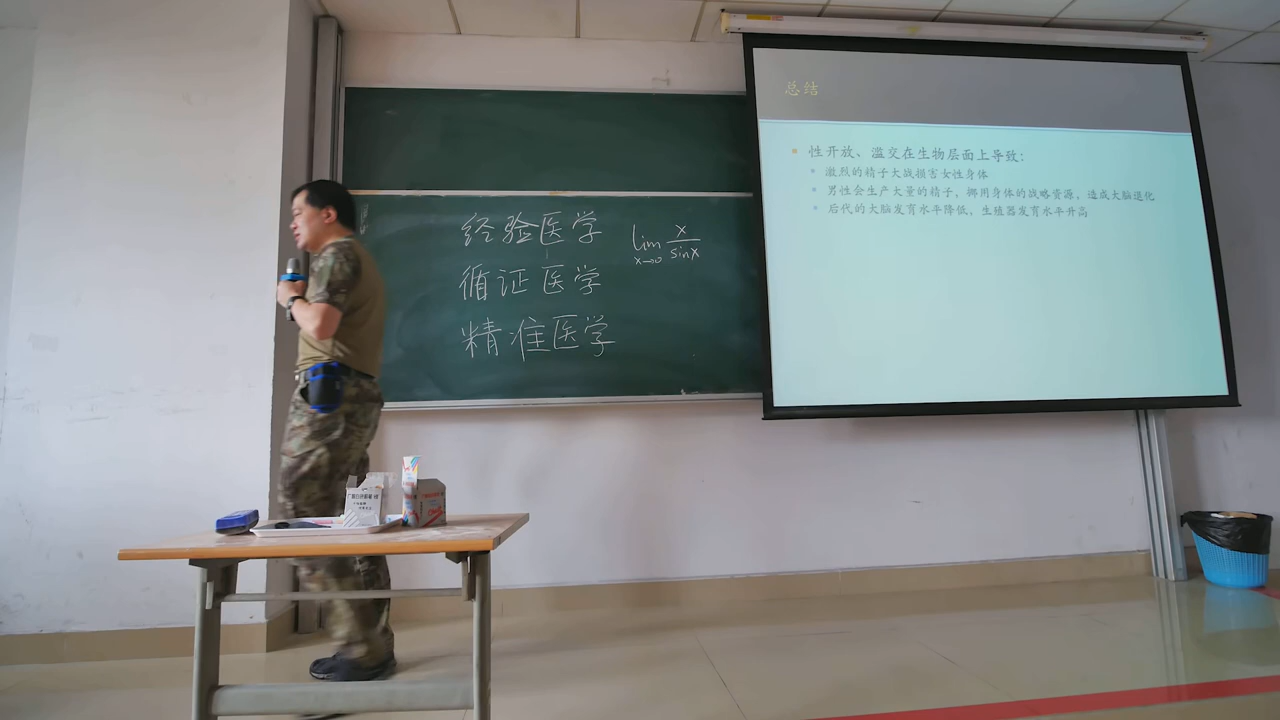 经验医学
循证医学
精准医学
lim x/sinx
x→0
总结
性开放、滥交在生物层面上导致：
激烈的精子大战损害女性身体
男性会生产大量的精子，挪用身体的战略资源，造成大脑退化
后代的大脑发育水平降低、生殖器发育水平升高